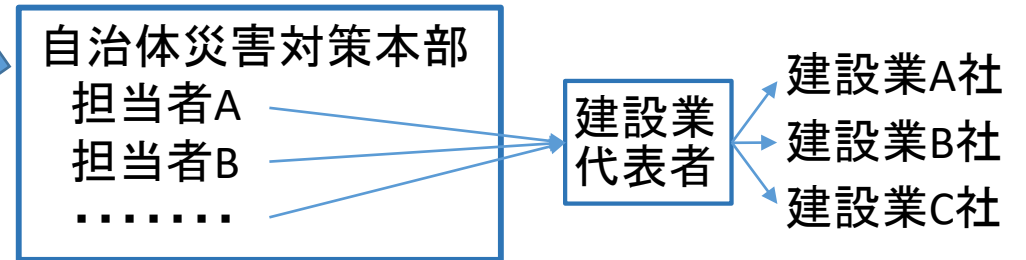 自治体災害対策本部
担当者A
担当者B
・・・・・・・
建設業
代表者
建設業A社
建設業B社
建設業C社